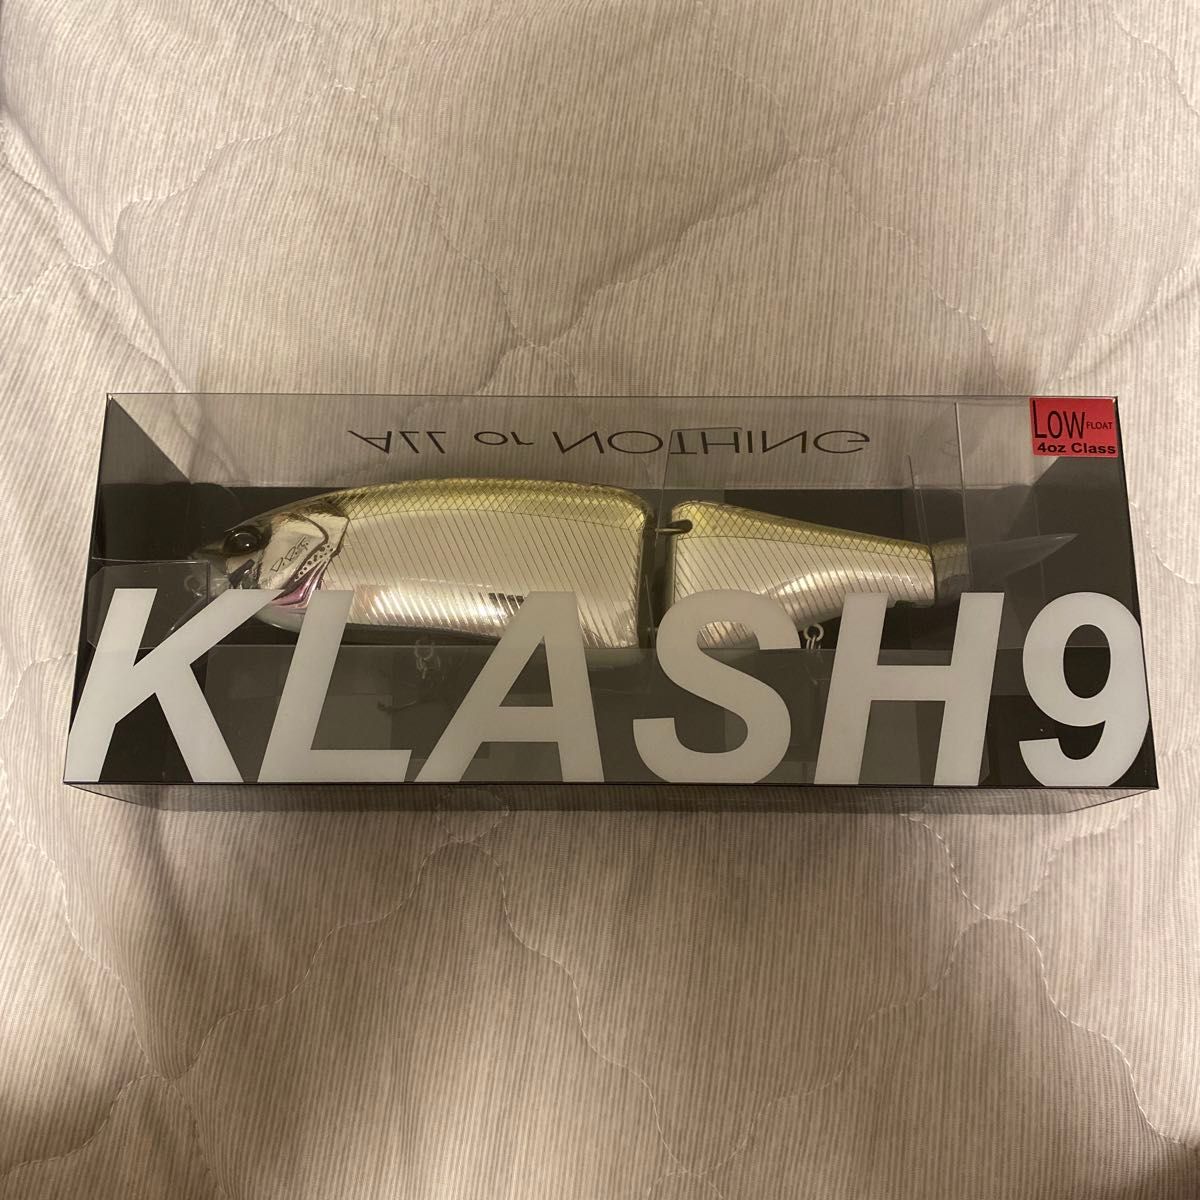 ALL or NOTHING
LOW FLOAT
4oz Class
KLASH9